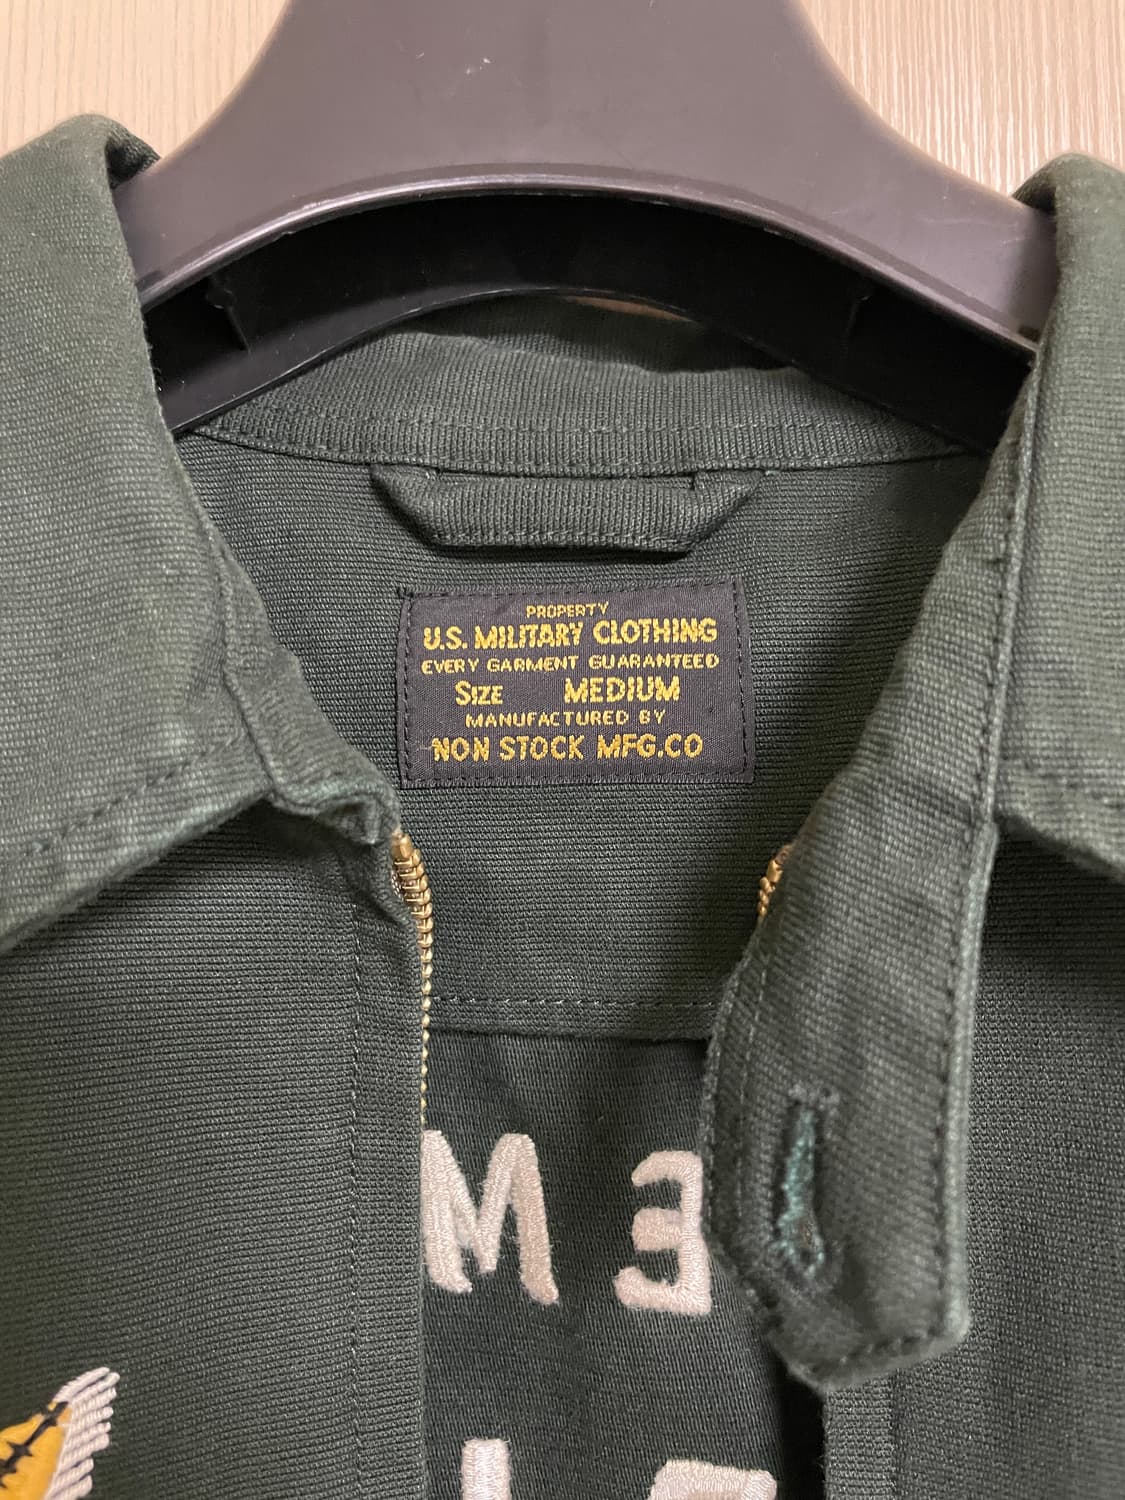 PROPERTY
U.S. MILITARY CLOTHING
EVERY GARMENT GUARANTEED
SIZE MEDIUM
MANUFACTURED BY
NON STOCK MFG.CO